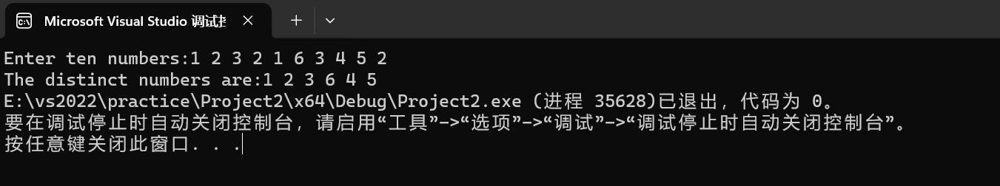 Microsoft Visual Studio 调试
Enter ten numbers:1 2 3 2 1 6 3 4 5 2
The distinct numbers are:1 2 3 6 4 5
E:\vs2022\practice\Project2\x64\Debug\Project2.exe (进程 35628)已退出，代码为 0。
要在调试停止时自动关闭控制台，请启用“工具”->“选项”->“调试”->“调试停止时自动关闭控制台”。
按任意键关闭此窗口. . .